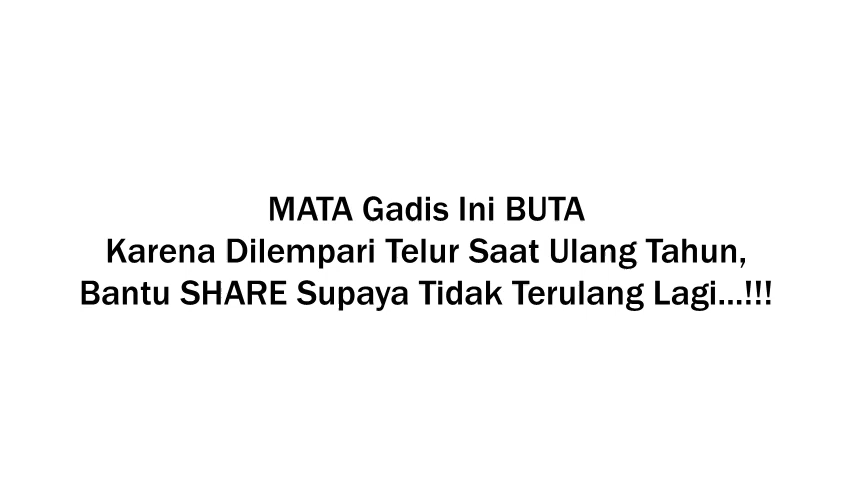 MATA Gadis Ini BUTA
Karena Dilempari Telur Saat Ulang Tahun,
Bantu SHARE Supaya Tidak Terulang Lagi...!!!